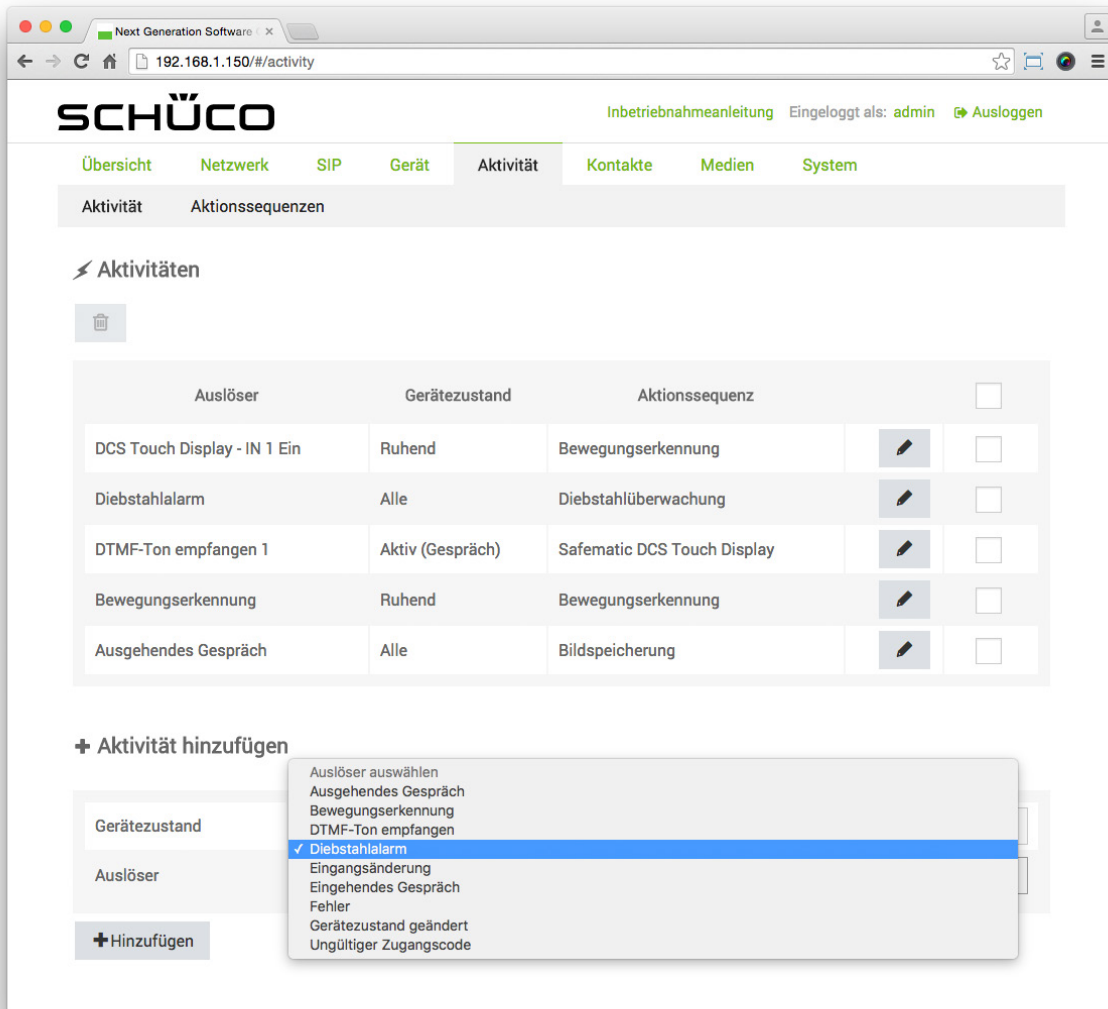 Next Generation Software
192.168.1.150/#/activity
SCHÜCO
Inbetriebnahmeanleitung Eingeloggt als: admin Ausloggen
Übersicht Netzwerk SIP Gerät Aktivität Kontakte Medien System
Aktivität Aktionssequenzen
Aktivitäten
Auslöser Gerätezustand Aktionssequenz
DCS Touch Display - IN 1 Ein Ruhend Bewegungserkennung
Diebstahlalarm Alle Diebstahlüberwachung
DTMF-Ton empfangen 1 Aktiv (Gespräch) Safematic DCS Touch Display
Bewegungserkennung Ruhend Bewegungserkennung
Ausgehendes Gespräch Alle Bildspeicherung
Aktivität hinzufügen
Gerätezustand
Auslöser
Auslöser auswählen
Ausgehendes Gespräch
Bewegungserkennung
DTMF-Ton empfangen
✓ Diebstahlalarm
Eingangsänderung
Eingehendes Gespräch
Fehler
Gerätezustand geändert
Ungültiger Zugangscode
+Hinzufügen